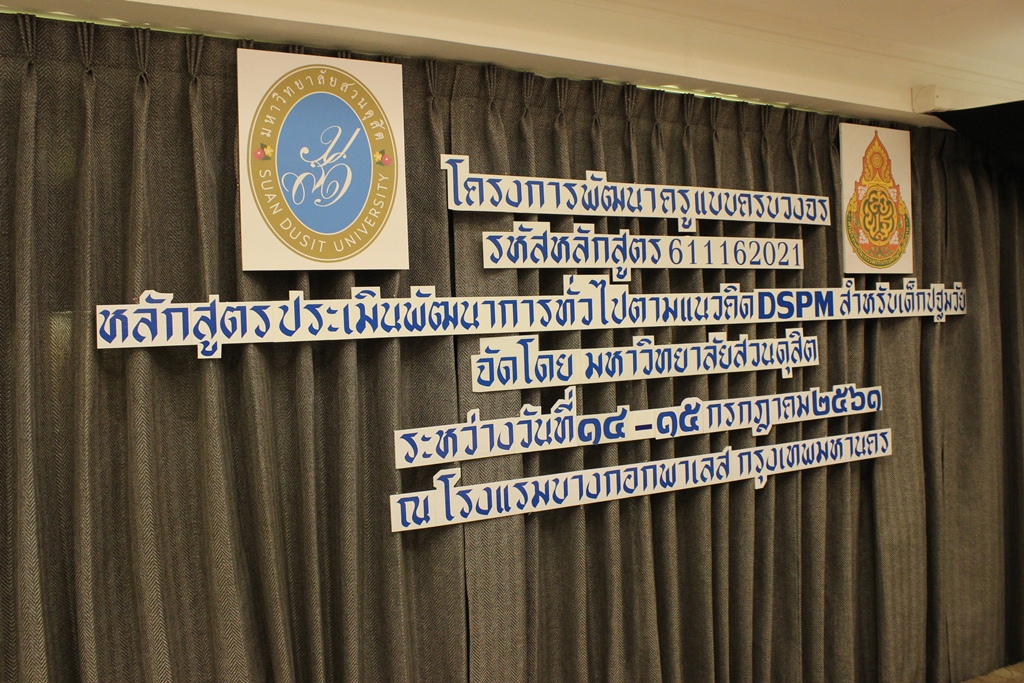 มหาวิทยาลัยสวนดุสิต
SUAN DUSIT UNIVERSITY
โครงการพัฒนาครูแบบครบวงจร
รหัสหลักสูตร 611162021
หลักสูตรประเมินพัฒนาการทั่วไปตามแนวคิด DSPM สำหรับเด็กปฐมวัย
จัดโดย มหาวิทยาลัยสวนดุสิต
ระหว่างวันที่ ๑๔ – ๑๕ กรกฎาคม ๒๕๖๑
ณ โรงแรมบางกอกพาเลส กรุงเทพมหานคร